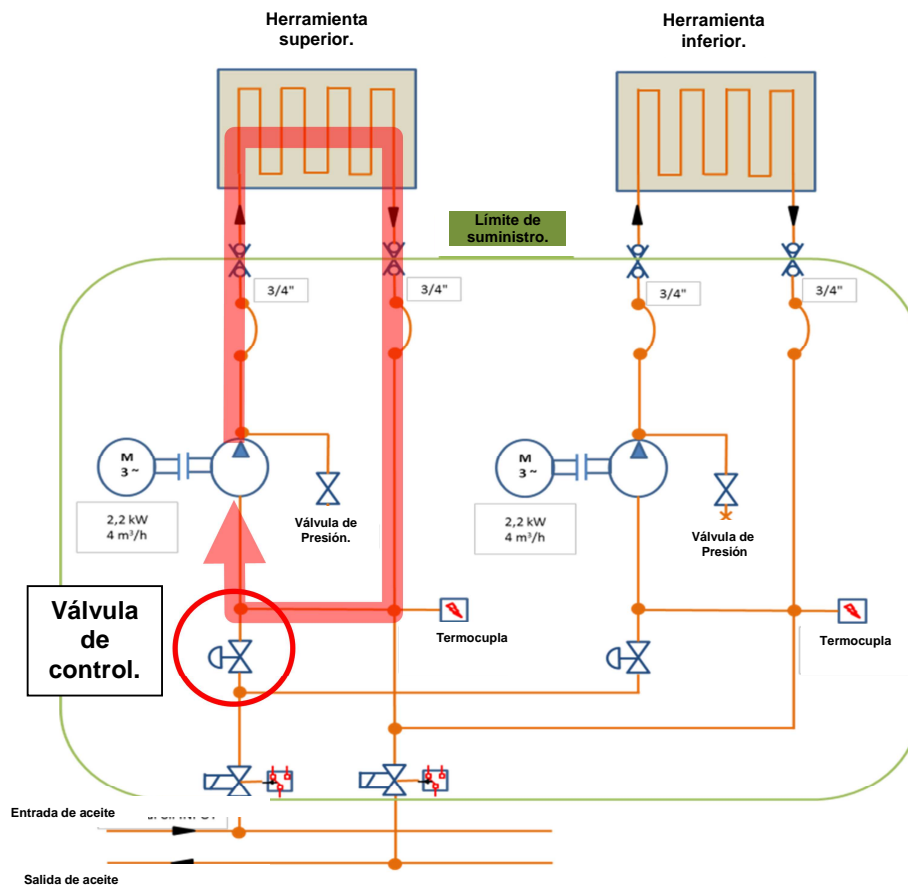 Herramienta
superior.
Herramienta
inferior.
Límite de
suministro.
3/4"
3/4"
3/4"
3/4"
M
3 ~
2,2 kW
4 m³/h
Válvula de
Presión.
M
3 ~
2,2 kW
4 m³/h
Válvula de
Presión
Válvula
de
control.
Termocupla
Termocupla
Entrada de aceite
Salida de aceite